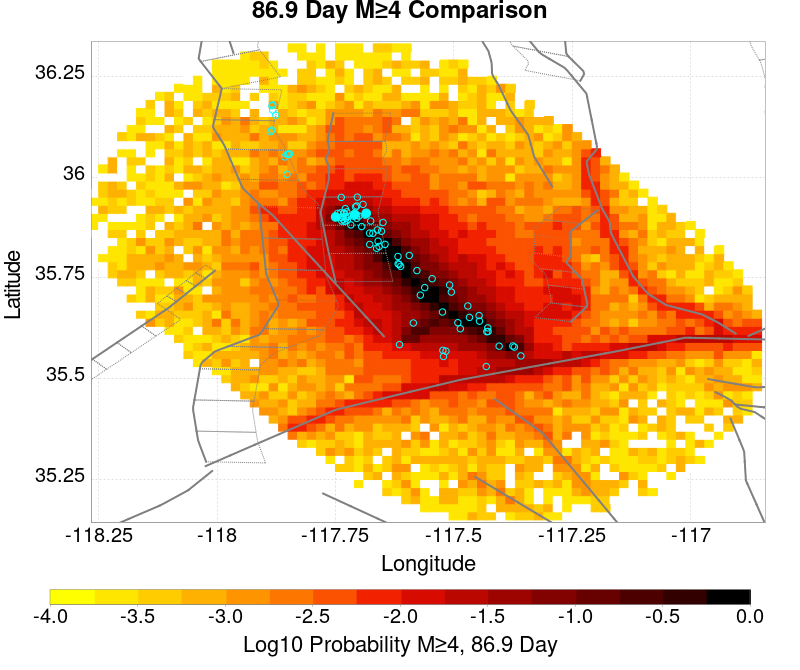 86.9 Day M≥4 Comparison
36.25
36
35.75
35.5
35.25
Latitude
-118.25 -118 -117.75 -117.5 -117.25 -117
Longitude
-4.0 -3.5 -3.0 -2.5 -2.0 -1.5 -1.0 -0.5 0.0
Log10 Probability M≥4, 86.9 Day